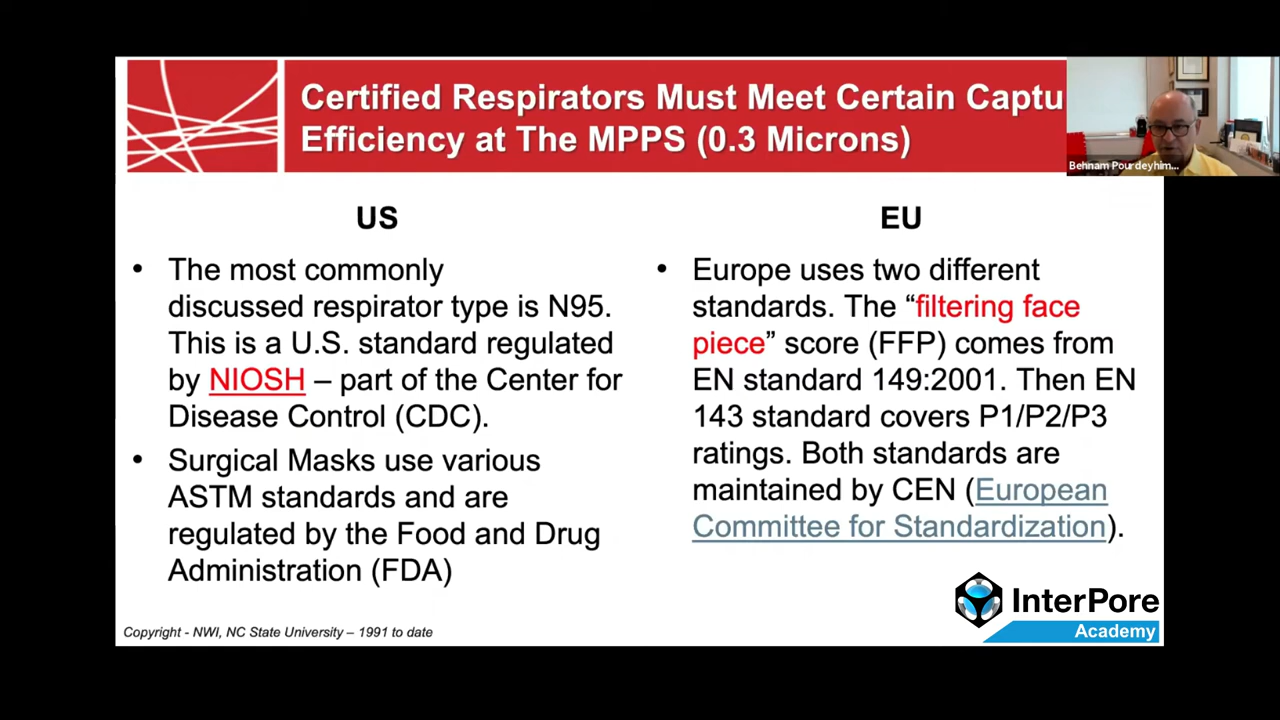 Certified Respirators Must Meet Certain Captu
Efficiency at The MPPS (0.3 Microns)
Behnam Pourdeyhim...
US
• The most commonly
discussed respirator type is N95.
This is a U.S. standard regulated
by NIOSH – part of the Center for
Disease Control (CDC).
• Surgical Masks use various
ASTM standards and are
regulated by the Food and Drug
Administration (FDA)
EU
• Europe uses two different
standards. The “filtering face
piece” score (FFP) comes from
EN standard 149:2001. Then EN
143 standard covers P1/P2/P3
ratings. Both standards are
maintained by CEN (European
Committee for Standardization).
InterPore
Academy
Copyright - NWI, NC State University – 1991 to date